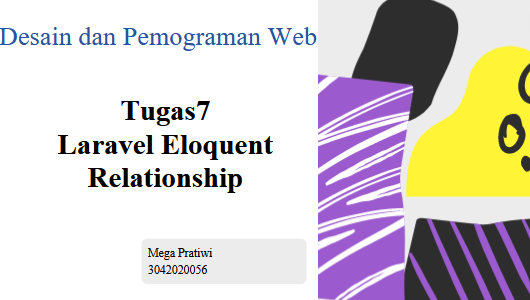 Desain dan Pemograman Web
Tugas7
Laravel Eloquent
Relationship
Mega Pratiwi
3042020056